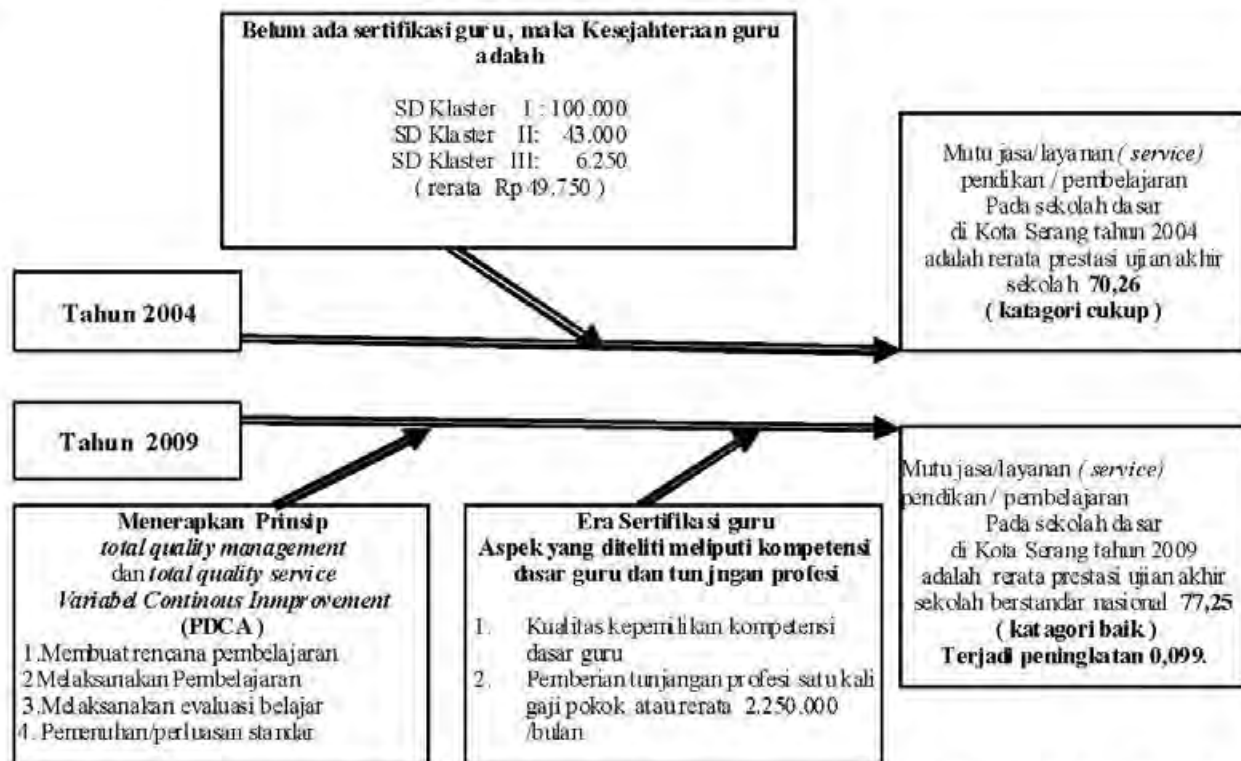 Belum ada sertifikasi guru, maka Kesejahteraan guru
adalah
SD Klaster I : 100.000
SD Klaster II: 43.000
SD Klaster III: 6.250
( rerata Rp 49.750 )
Mutu jasa/layanan ( service)
pendikan / pembelajaran
Pada sekolah dasar
di Kota Serang tahun 2004
adalah rerata prestasi ujian akhir
sekolah 70,26
( katagori cukup )
Tahun 2004
Tahun 2009
Mutu jasa/layanan ( service)
pendikan / pembelajaran
Pada sekolah dasar
di Kota Serang tahun 2009
adalah rerata prestasi ujian akhir
sekolah berstandar nasional 77,25
( katagori baik )
Terjadi peningkatan 0,099.
Menerapkan Prinsip
total quality management
dan total quality service
Variabel Continous Inmprovement
(PDCA )
1.Membuat rencana pembelajaran
2 Melaksanakan Pembelajaran
3.Melaksanakan evaluasi belajar
4. Pemenuhan/perluasan standar
Era Sertifikasi guru
Aspek yang diteliti meliputi kompetensi
dasar guru dan tunjngan profesi
1. Kualitas kepemilikan kompetensi
dasar guru
2. Pemberian tunjangan profesi satu kali
gaji pokok atau rerata 2.250.000
/bulan